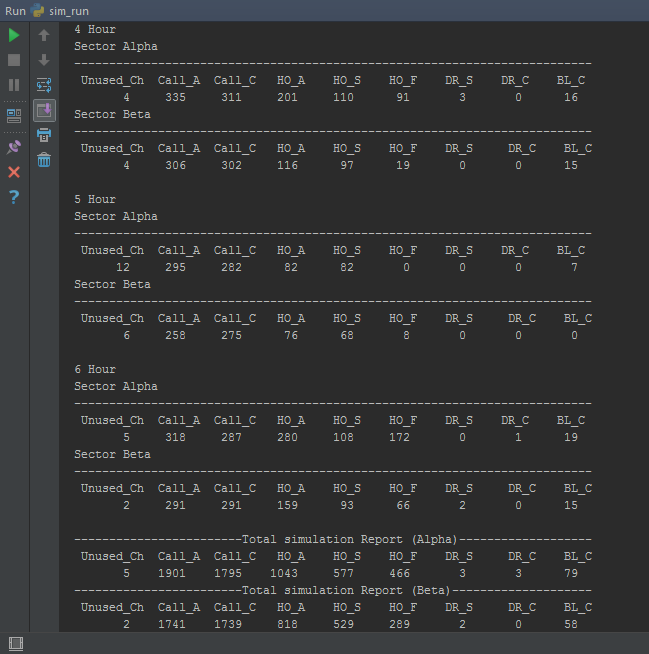 Run sim_run
4 Hour
Sector Alpha
--------------------------------------------------------------------------
Unused_Ch Call_A Call_C HO_A HO_S HO_F DR_S DR_C BL_C
4 335 311 201 110 91 3 0 16
Sector Beta
--------------------------------------------------------------------------
Unused_Ch Call_A Call_C HO_A HO_S HO_F DR_S DR_C BL_C
4 306 302 116 97 19 0 0 15
5 Hour
Sector Alpha
--------------------------------------------------------------------------
Unused_Ch Call_A Call_C HO_A HO_S HO_F DR_S DR_C BL_C
12 295 282 82 82 0 0 0 7
Sector Beta
--------------------------------------------------------------------------
Unused_Ch Call_A Call_C HO_A HO_S HO_F DR_S DR_C BL_C
6 258 275 76 68 8 0 0 0
6 Hour
Sector Alpha
--------------------------------------------------------------------------
Unused_Ch Call_A Call_C HO_A HO_S HO_F DR_S DR_C BL_C
5 318 287 280 108 172 0 1 19
Sector Beta
--------------------------------------------------------------------------
Unused_Ch Call_A Call_C HO_A HO_S HO_F DR_S DR_C BL_C
2 291 291 159 93 66 2 0 15
------------------------Total simulation Report (Alpha)-------------------
Unused_Ch Call_A Call_C HO_A HO_S HO_F DR_S DR_C BL_C
5 1901 1795 1043 577 466 3 3 79
------------------------Total simulation Report (Beta)--------------------
Unused_Ch Call_A Call_C HO_A HO_S HO_F DR_S DR_C BL_C
2 1741 1739 818 529 289 2 0 58